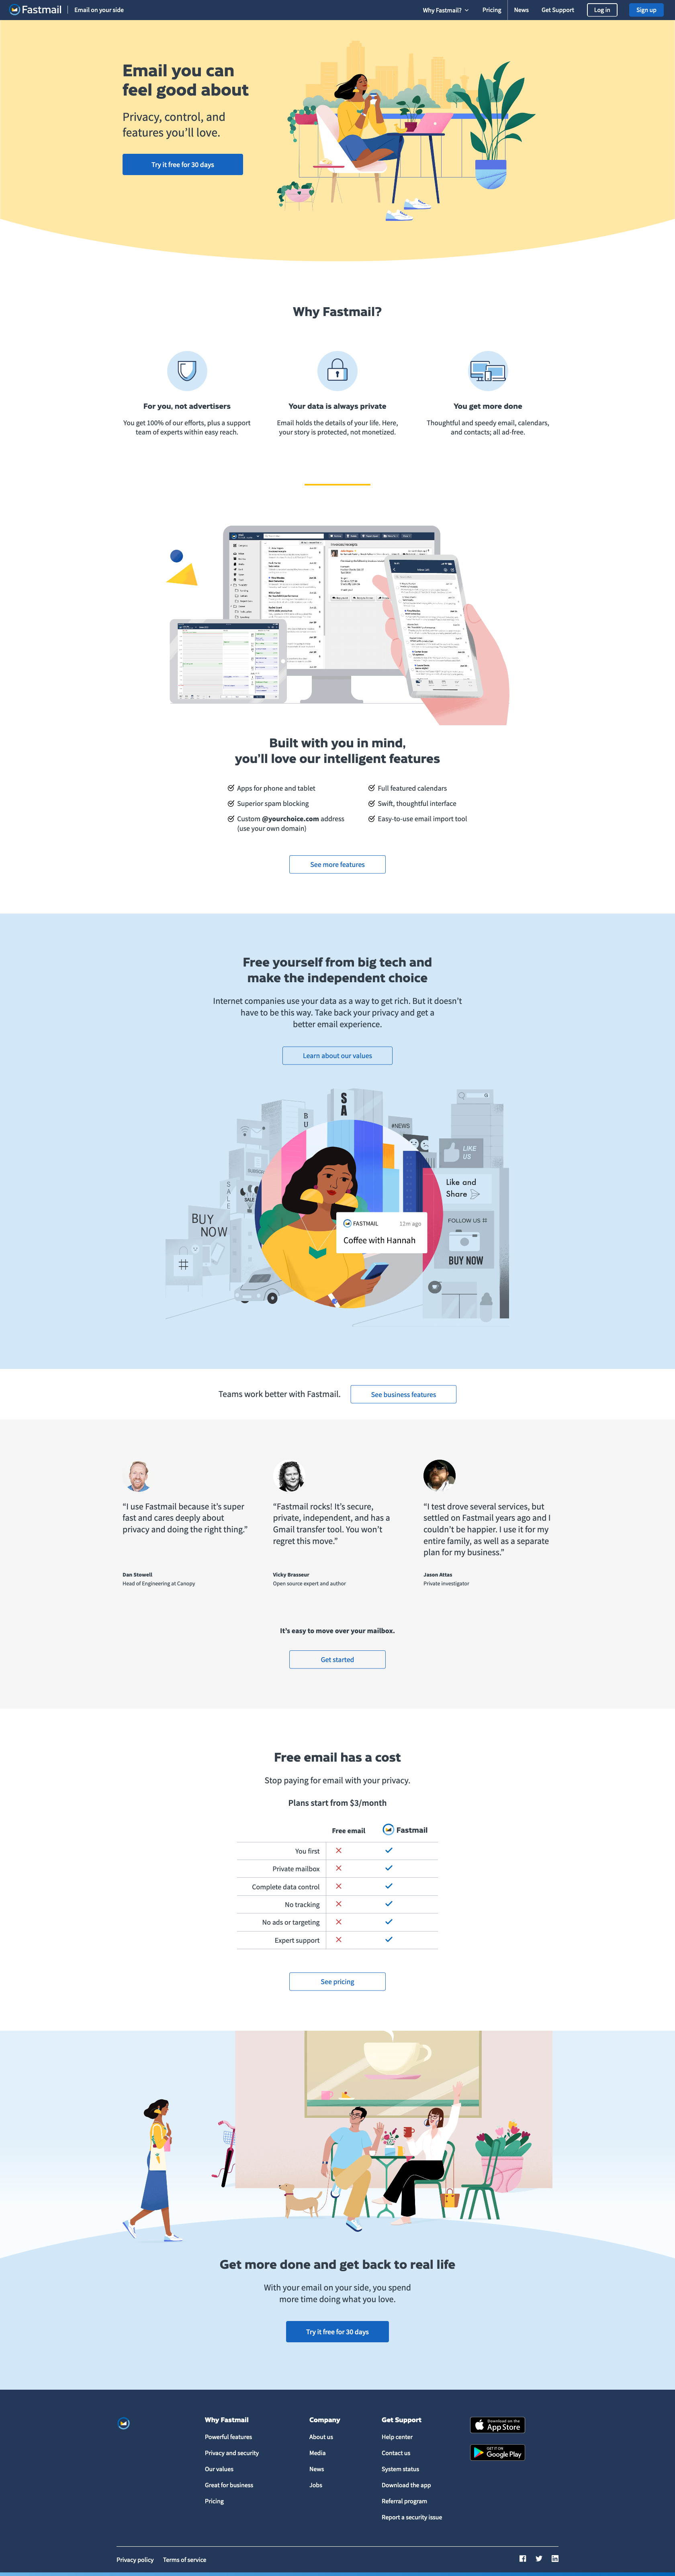 Fastmail
Email on your side
Why Fastmail?
Pricing
News
Get Support
Log in
Sign up
Email you can
feel good about
Privacy, control, and
features you'll love.
Try it free for 30 days
Why Fastmail?
For you, not advertisers
You get 100% of our efforts, plus a support
team of experts within easy reach.
Your data is always private
Email holds the details of your life. Here,
your story is protected, not monetized.
You get more done
Thoughtful and speedy email, calendars,
and contacts; all ad-free.
Built with you in mind,
you'll love our intelligent features
Apps for phone and tablet
Superior spam blocking
Custom @yourchoice.com address
(use your own domain)
Full featured calendars
Swift, thoughtful interface
Easy-to-use email import tool
See more features
Free yourself from big tech and
make the independent choice
Internet companies use your data as a way to get rich. But it doesn't
have to be this way. Take back your privacy and get a
better email experience.
Learn about our values
BU
SA
#NEWS
LIKE
US
SALE
SALE
Like and
Share
BUY
NOW
FOLLOW US
BUY NOW
#
FASTMAIL
12m ago
Coffee with Hannah
Teams work better with Fastmail.
See business features
“I use Fastmail because it's super
fast and cares deeply about
privacy and doing the right thing.”
Dan Stowell
Head of Engineering at Canopy
“Fastmail rocks! It's secure,
private, independent, and has a
Gmail transfer tool. You won't
regret this move.”
Vicky Brasseur
Open source expert and author
“I test drove several services, but
settled on Fastmail years ago and I
couldn't be happier. I use it for my
entire family, as well as a separate
plan for my business.”
Jason Attas
Private investigator
It's easy to move over your mailbox.
Get started
Free email has a cost
Stop paying for email with your privacy.
Plans start from $3/month
Free email
Fastmail
You first
Private mailbox
Complete data control
No tracking
No ads or targeting
Expert support
See pricing
Get more done and get back to real life
With your email on your side, you spend
more time doing what you love.
Try it free for 30 days
Why Fastmail
Powerful features
Privacy and security
Our values
Great for business
Pricing
Company
About us
Media
News
Jobs
Get Support
Help center
Contact us
System status
Download the app
Referral program
Report a security issue
Download on the
App Store
GET IT ON
Google Play
Privacy policy
Terms of service